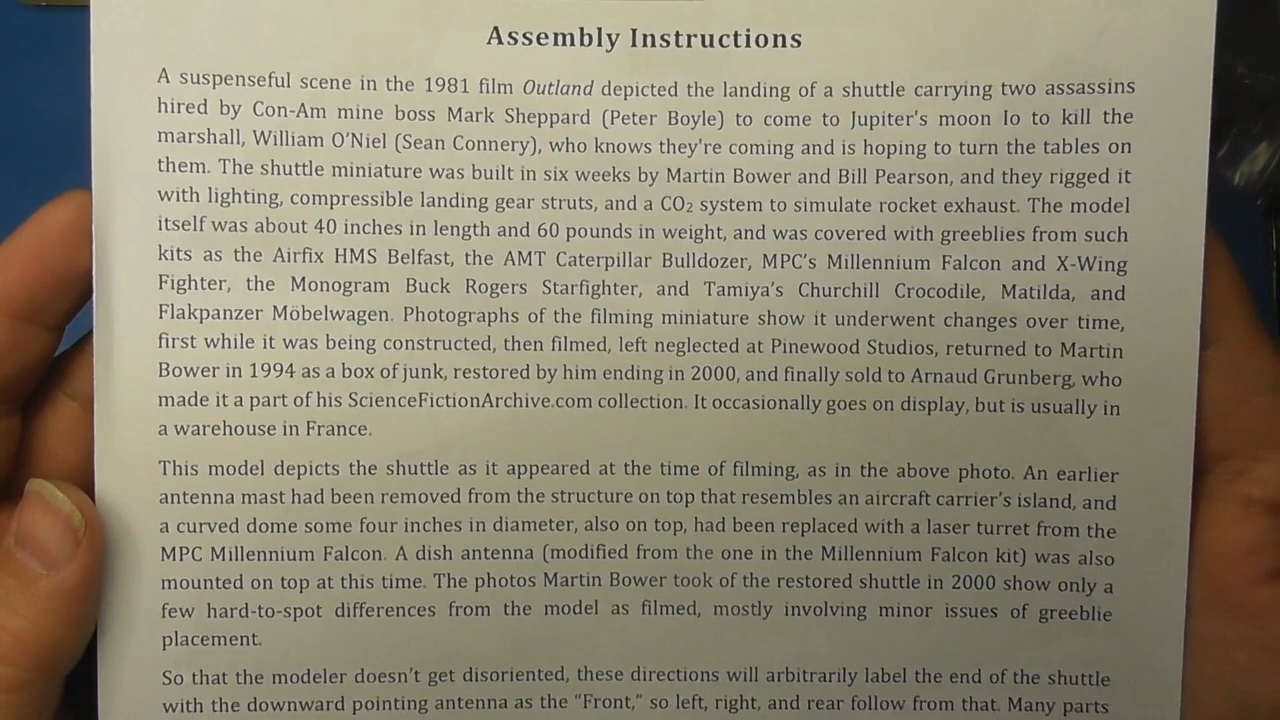 Assembly Instructions
A suspenseful scene in the 1981 film Outland depicted the landing of a shuttle carrying two assassins
hired by Con-Am mine boss Mark Sheppard (Peter Boyle) to come to Jupiter's moon Io to kill the
marshall, William O’Niel (Sean Connery), who knows they're coming and is hoping to turn the tables on
them. The shuttle miniature was built in six weeks by Martin Bower and Bill Pearson, and they rigged it
with lighting, compressible landing gear struts, and a CO₂ system to simulate rocket exhaust. The model
itself was about 40 inches in length and 60 pounds in weight, and was covered with greeblies from such
kits as the Airfix HMS Belfast, the AMT Caterpillar Bulldozer, MPC’s Millennium Falcon and X-Wing
Fighter, the Monogram Buck Rogers Starfighter, and Tamiya’s Churchill Crocodile, Matilda, and
Flakpanzer Möbelwagen. Photographs of the filming miniature show it underwent changes over time,
first while it was being constructed, then filmed, left neglected at Pinewood Studios, returned to Martin
Bower in 1994 as a box of junk, restored by him ending in 2000, and finally sold to Arnaud Grunberg, who
made it a part of his ScienceFictionArchive.com collection. It occasionally goes on display, but is usually in
a warehouse in France.
This model depicts the shuttle as it appeared at the time of filming, as in the above photo. An earlier
antenna mast had been removed from the structure on top that resembles an aircraft carrier’s island, and
a curved dome some four inches in diameter, also on top, had been replaced with a laser turret from the
MPC Millennium Falcon. A dish antenna (modified from the one in the Millennium Falcon kit) was also
mounted on top at this time. The photos Martin Bower took of the restored shuttle in 2000 show only a
few hard-to-spot differences from the model as filmed, mostly involving minor issues of greeblie
placement.
So that the modeler doesn’t get disoriented, these directions will arbitrarily label the end of the shuttle
with the downward pointing antenna as the “Front,” so left, right, and rear follow from that. Many parts